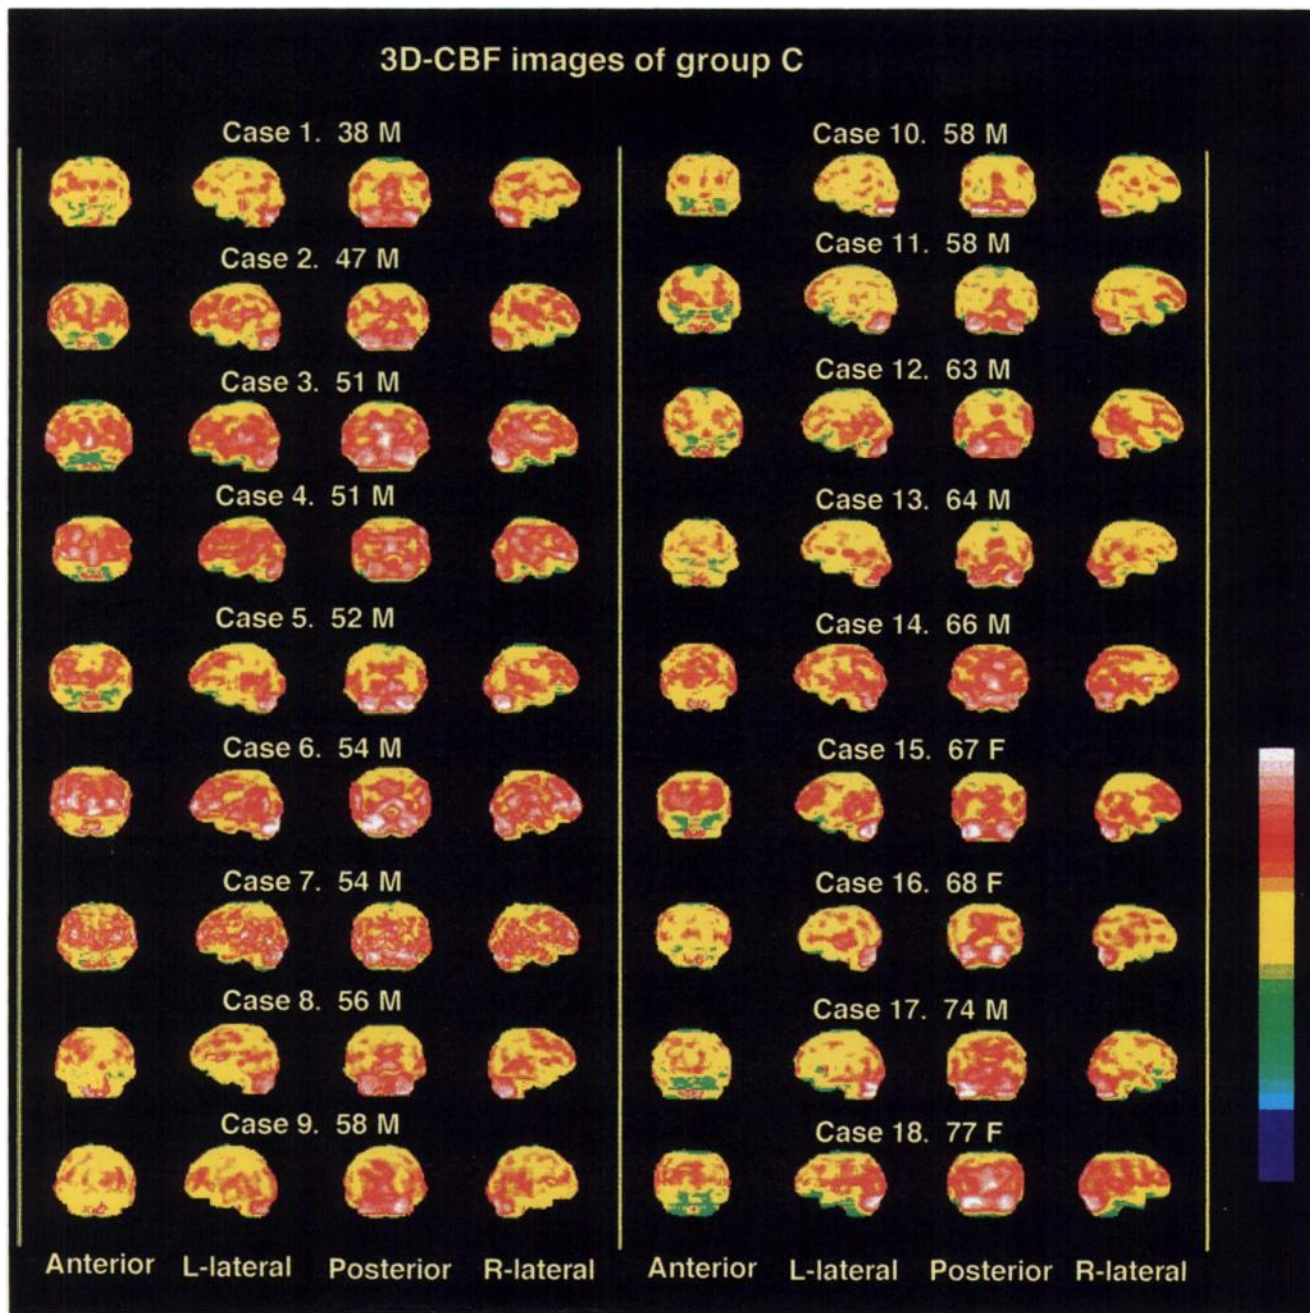 3D-CBF images of group C
Case 1. 38 M
Case 2. 47 M
Case 3. 51 M
Case 4. 51 M
Case 5. 52 M
Case 6. 54 M
Case 7. 54 M
Case 8. 56 M
Case 9. 58 M
Anterior L-lateral Posterior R-lateral
Case 10. 58 M
Case 11. 58 M
Case 12. 63 M
Case 13. 64 M
Case 14. 66 M
Case 15. 67 F
Case 16. 68 F
Case 17. 74 M
Case 18. 77 F
Anterior L-lateral Posterior R-lateral